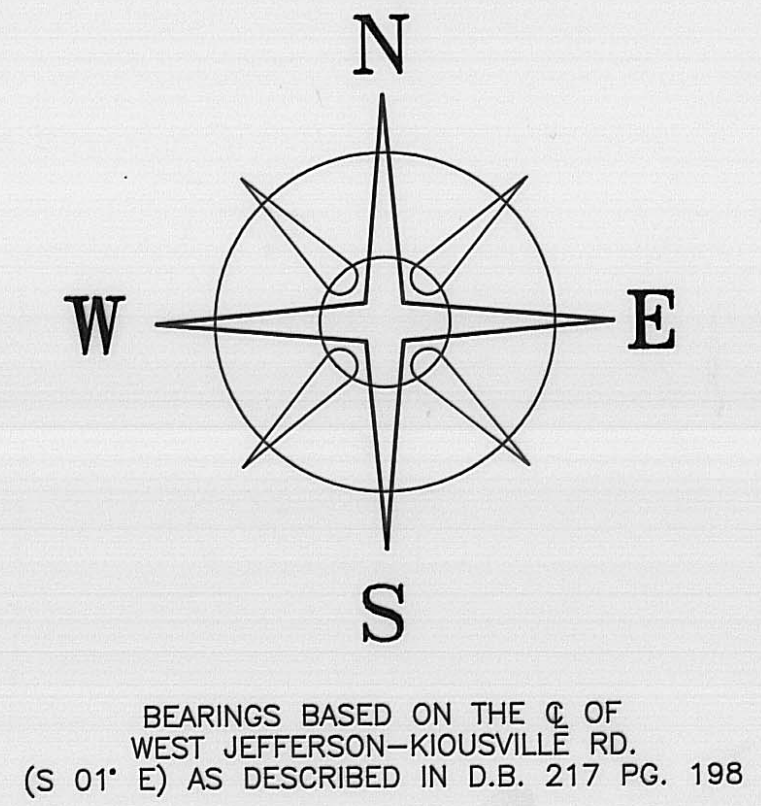 N
W E
S
BEARINGS BASED ON THE ℄ OF
WEST JEFFERSON-KIOUSVILLE RD.
(S 01° E) AS DESCRIBED IN D.B. 217 PG. 198